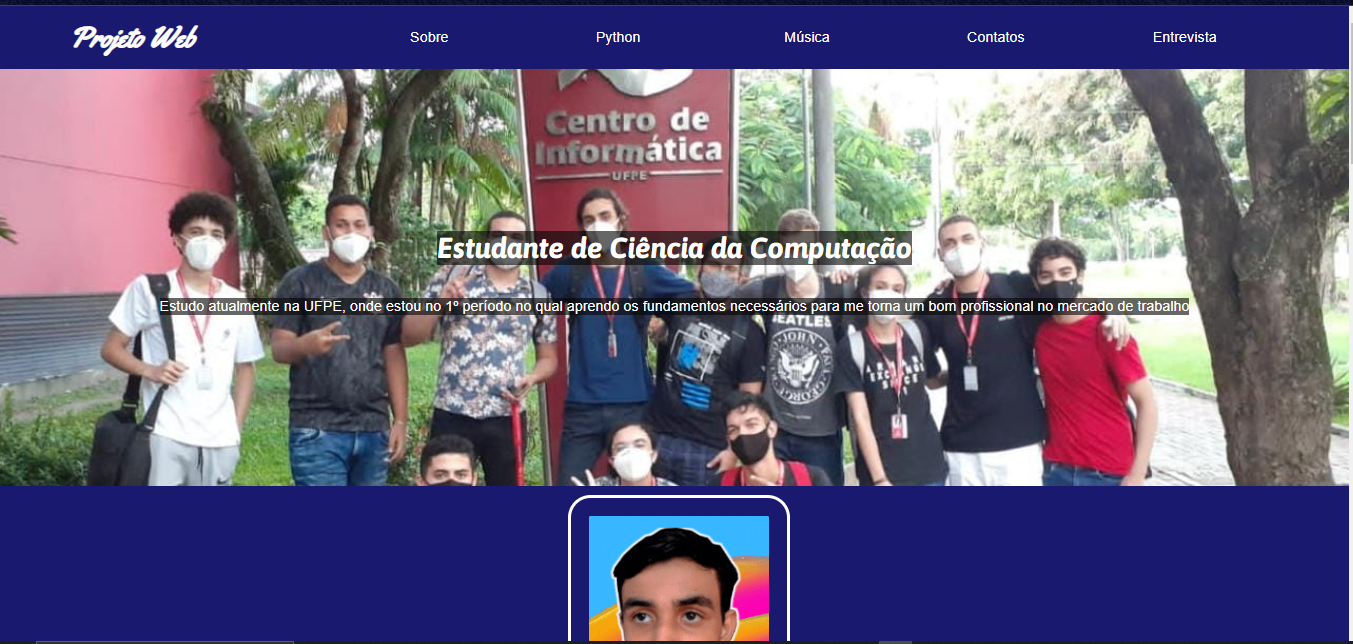 Projeto Web
Sobre
Python
Música
Contatos
Entrevista
Centro de
Informática
UFPE
Estudante de Ciência da Computação
Estudo atualmente na UFPE, onde estou no 1º período no qual aprendo os fundamentos necessários para me torna um bom profissional no mercado de trabalho
BEATLES
JOHN